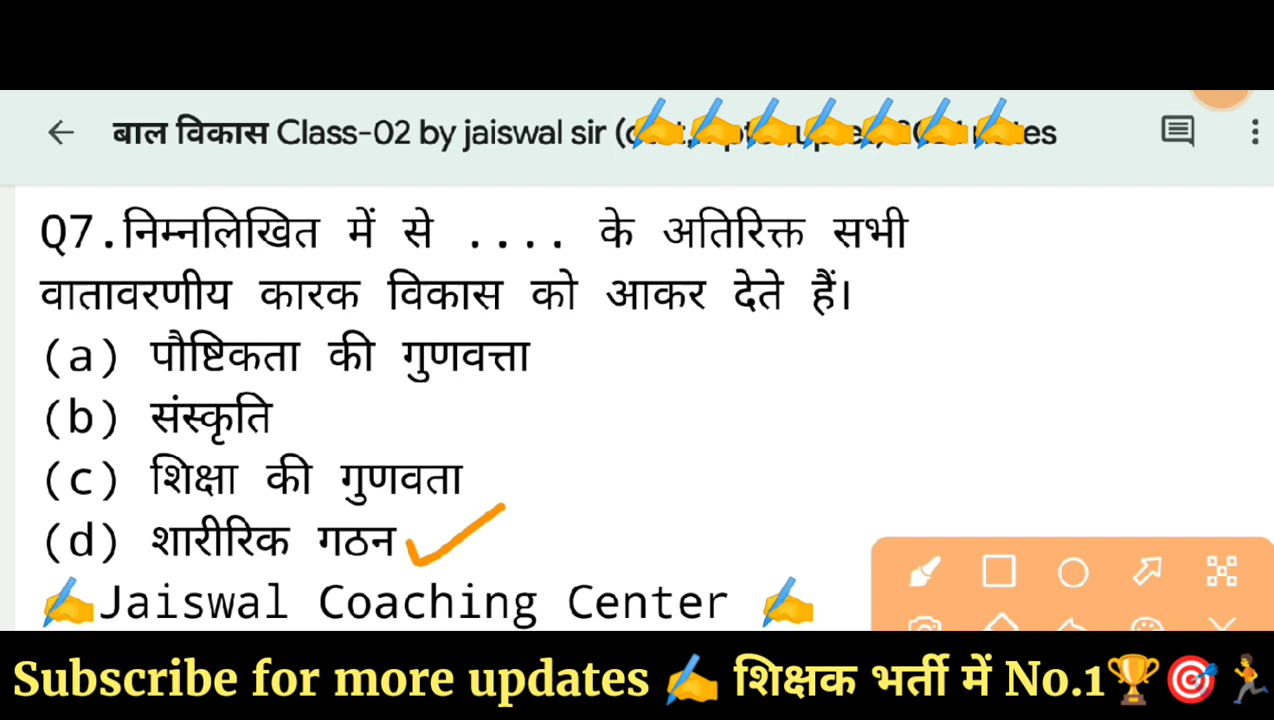 बाल विकास Class-02 by jaiswal sir
Q7.निम्नलिखित में से .... के अतिरिक्त सभी
वातावरणीय कारक विकास को आकर देते हैं।
(a) पौष्टिकता की गुणवत्ता
(b) संस्कृति
(c) शिक्षा की गुणवता
(d) शारीरिक गठन
✍Jaiswal Coaching Center ✍
Subscribe for more updates ✍ शिक्षक भर्ती में No.1🏆🎯🏃